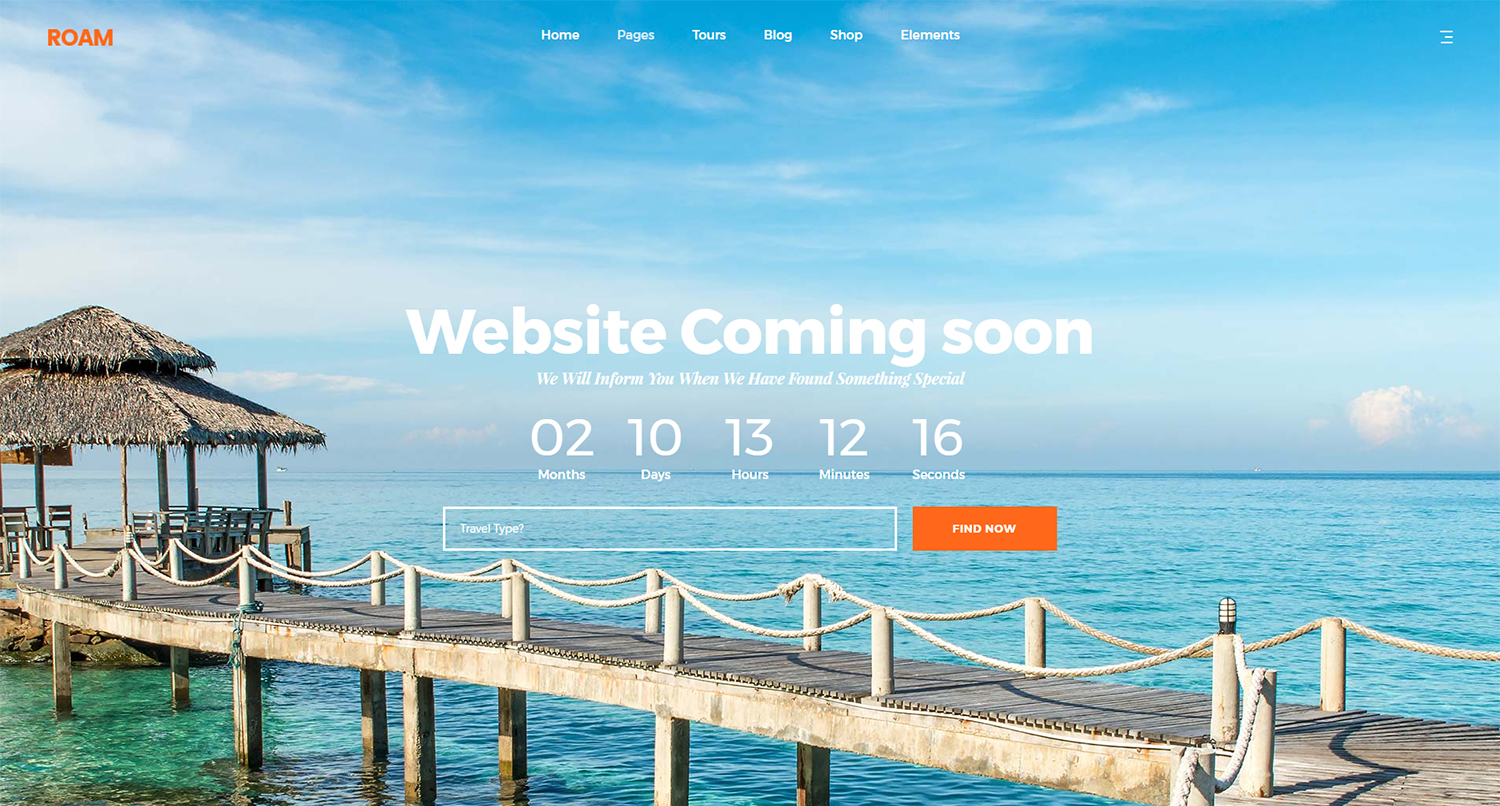 ROAM
Home Pages Tours Blog Shop Elements
Website Coming soon
We Will Inform You When We Have Found Something Special
02 10 13 12 16
Months Days Hours Minutes Seconds
Travel Type? FIND NOW